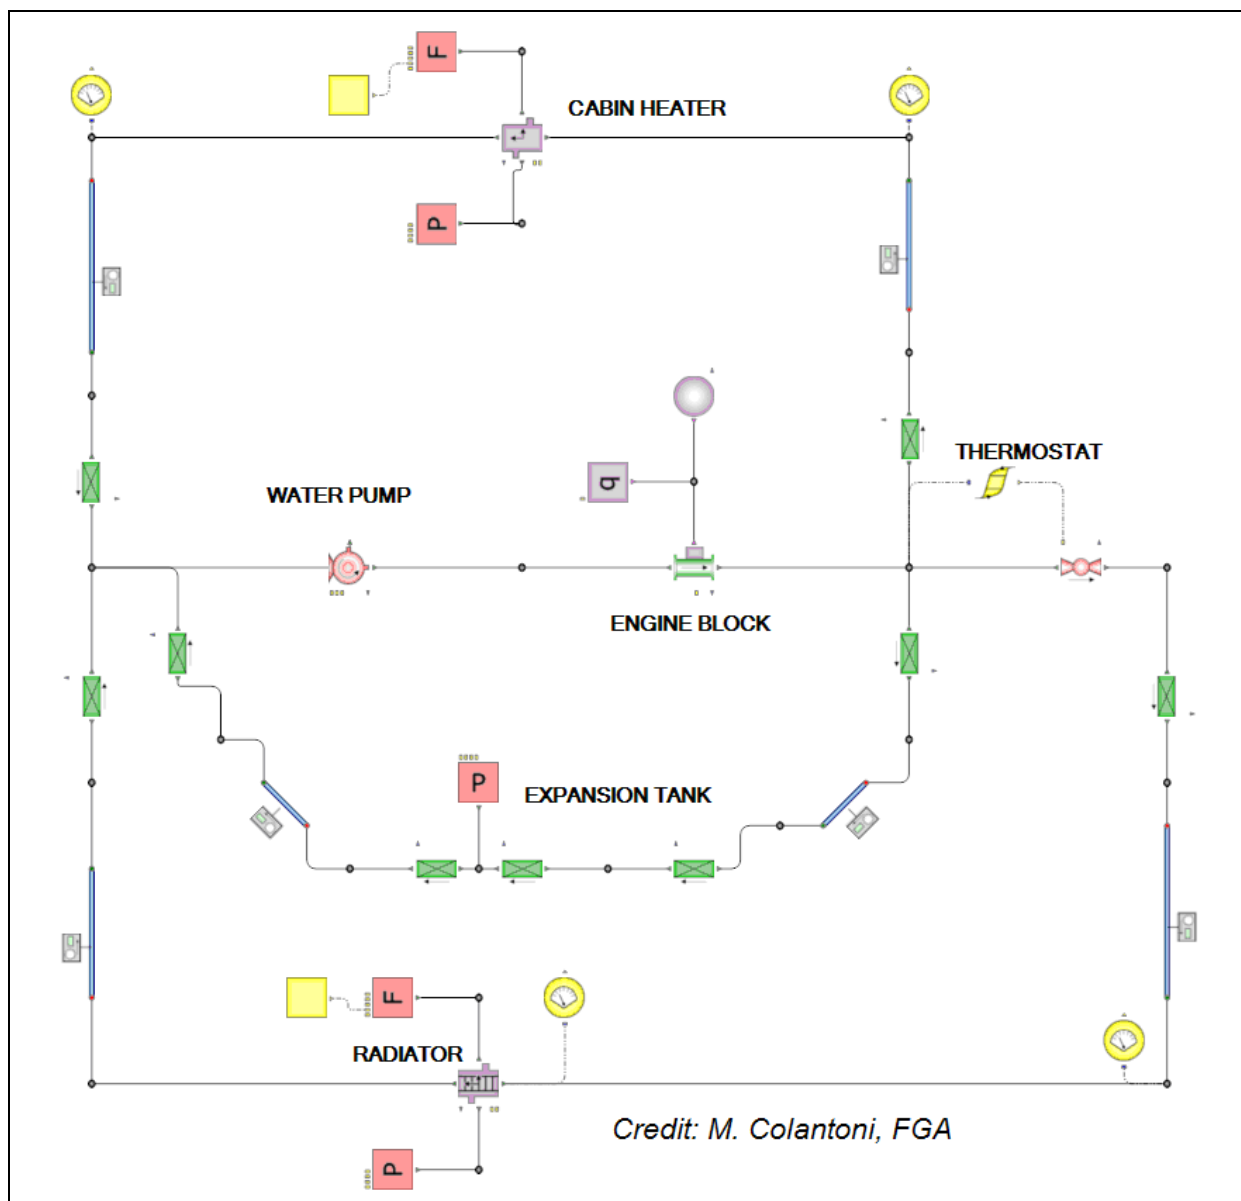 F
CABIN HEATER
P
THERMOSTAT
WATER PUMP
q
ENGINE BLOCK
P
EXPANSION TANK
F
RADIATOR
Credit: M. Colantoni, FGA
P